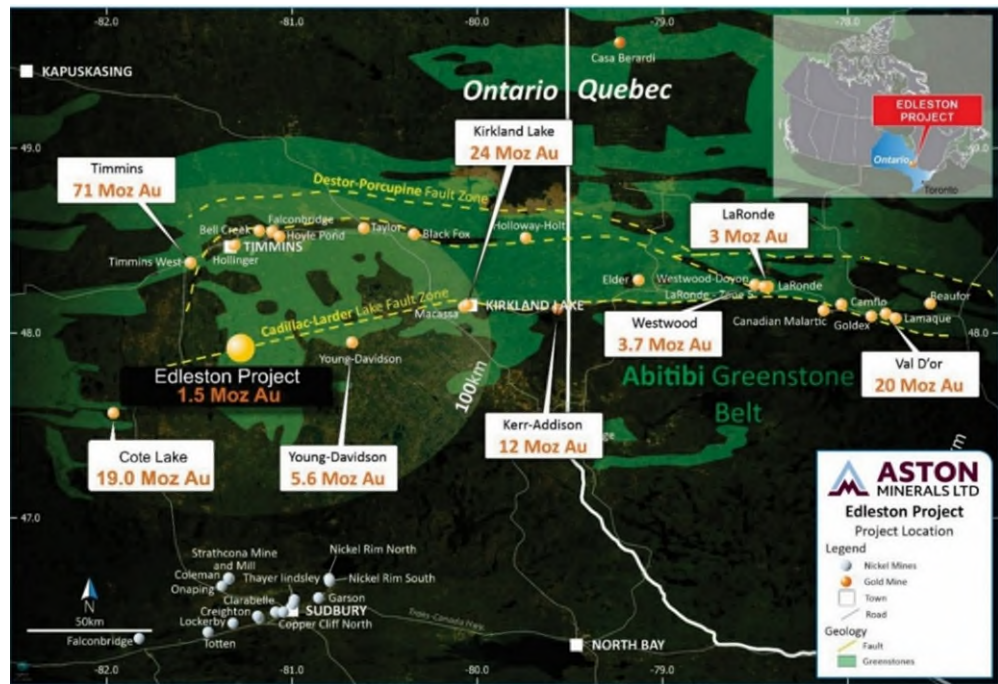 -82.0
-81.0
-80.0
-79.0
-78.0
KAPUSKASING
Casa Berardi
Ontario
Quebec
EDLESTON
PROJECT
Ontario
Toronto
49.0
Kirkland Lake
24 Moz Au
Timmins
71 Moz Au
Destor-Porcupine Fault Zone
LaRonde
3 Moz Au
Falconbridge
Bell Creek
Hoyle Pond
Taylor
Black Fox
Holloway-Holt
TIMMINS
Hollinger
Timmins West
Elder
Westwood-Doyon
LaRonde
Beaufor
Camflo
KIRKLAND LAKE
Macassa
Cadillac-Larder Lake Fault Zone
Canadian Malartic
Goldex
Lamaque
48.0
48.0
Westwood
3.7 Moz Au
Val D'or
20 Moz Au
Young-Davidson
Edleston Project
1.5 Moz Au
100km
Abitibi Greenstone
Belt
Kerr-Addison
12 Moz Au
Cote Lake
19.0 Moz Au
Young-Davidson
5.6 Moz Au
47.0
ASTON
MINERALS LTD
Edleston Project
Project Location
Legend
Nickel Mines
Gold Mine
Town
Road
Geology
Fault
Greenstones
Strathcona Mine
and Mill
Nickel Rim North
Coleman
Thayer lindsley
Nickel Rim South
Onaping
Clarabelle
Garson
Creighton
SUDBURY
Lockerby
Copper Cliff North
Totten
Falconbridge
N
50km
Trans-Canada Hwy
NORTH BAY
-82.0
-81.0
-80.0
-79.0